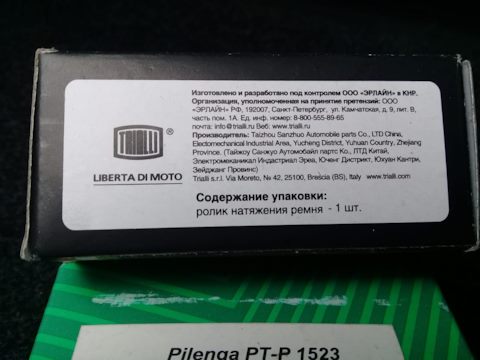 Изготовлено и разработано под контролем ООО «ЭРЛАЙН» в КНР.
Организация, уполномоченная на принятие претензий: ООО
«ЭРЛАЙН» РФ, 192007, Санкт-Петербург, ул. Камчатская, д. 9, лит. В,
часть пом. 1А. Ед. инф. номер: 8-800-555-89-65
почта: info@trialli.ru Веб: www.trialli.ru
Производитель: Taizhou Sanzhuo Automobile parts Co., LTD China,
Electomechanical Industrial Area, Yucheng District, Yuhuan Country, Zhejiang
Province. (Тайжоу Санжуо Аутомобайл партс Ко., ЛТД Китай,
Электромеканикал Индастриал Эреа, Юченг Дистрикт, Юхуан Кантри,
Зейджанг Провинс)
Trialli s.r.l. Via Moreto, № 42, 25100, Brescia (BS), Italy www.trialli.com
TRIALLI ®
LIBERTA DI MOTO
Содержание упаковки:
ролик натяжения ремня - 1 шт.
Pilenga PT-P 1523